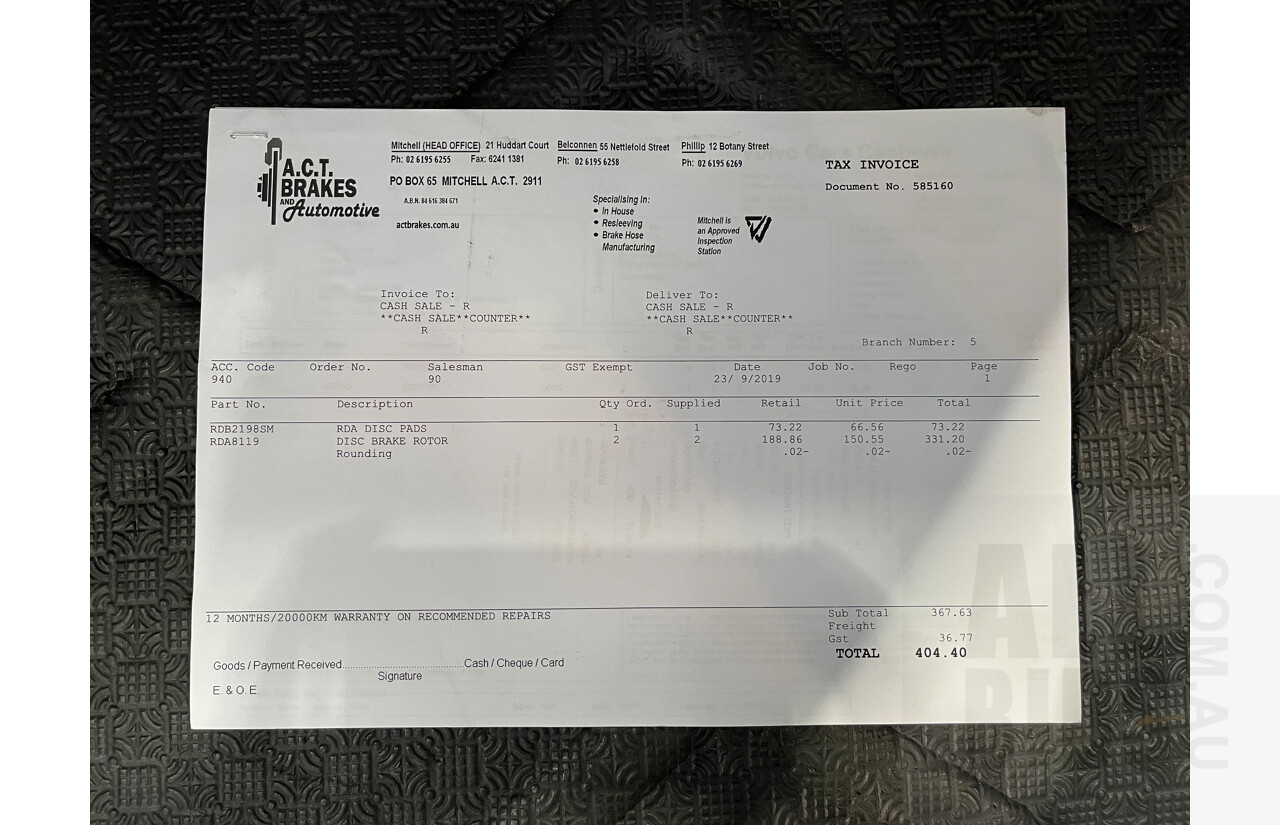 A.C.T.
BRAKES
AND Automotive
Mitchell (HEAD OFFICE) 21 Huddart Court
Ph: 02 6195 6255 Fax: 6241 1381
Belconnen 55 Nettlefold Street
Ph: 02 6195 6258
Phillip 12 Botany Street
Ph: 02 6195 6269
PO BOX 65 MITCHELL A.C.T. 2911
A.B.N. 84 616 384 671
actbrakes.com.au
Specialising in:
• In House
• Resleeving
• Brake Hose
Manufacturing
Mitchell is
an Approved
Inspection
Station
TAX INVOICE
Document No. 585160
Invoice To:
CASH SALE - R
**CASH SALE**COUNTER**
R
Deliver To:
CASH SALE - R
**CASH SALE**COUNTER**
R
Branch Number: 5
ACC. Code Order No. Salesman GST Exempt Date Job No. Rego Page
940 90 23/ 9/2019 1
Part No. Description Qty Ord. Supplied Retail Unit Price Total
RDB2198SM RDA DISC PADS 1 1 73.22 66.56 73.22
RDA8119 DISC BRAKE ROTOR 2 2 188.86 150.55 331.20
Rounding .02- .02- .02-
12 MONTHS/20000KM WARRANTY ON RECOMMENDED REPAIRS
Sub Total 367.63
Freight
Gst 36.77
TOTAL 404.40
Goods / Payment Received............................................Cash / Cheque / Card
Signature
E. & O. E.
.COM.AU